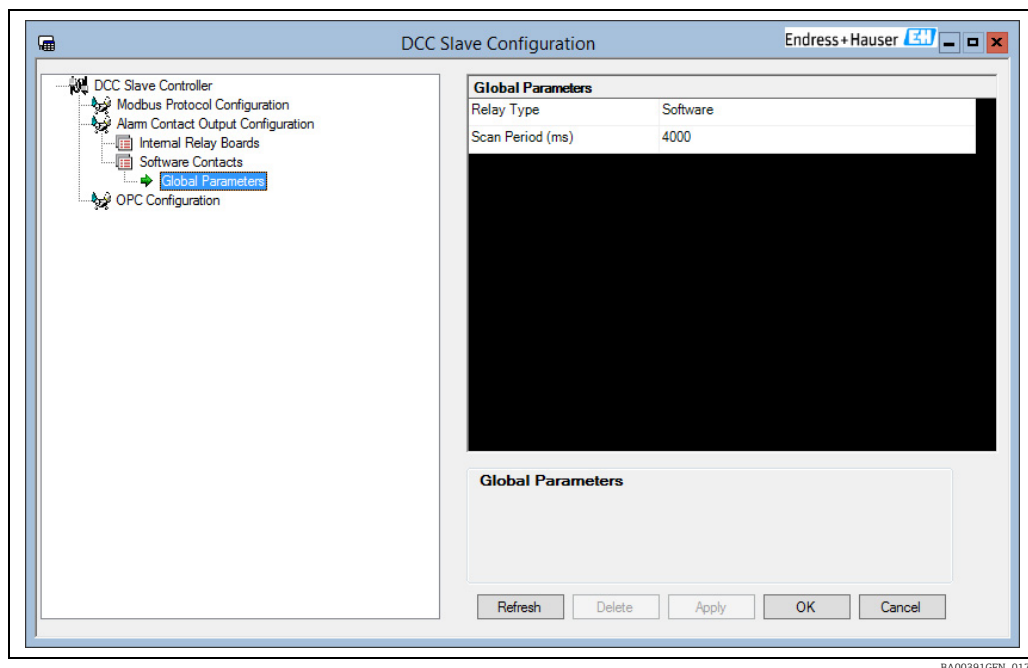 DCC Slave Configuration
Endress+Hauser EH
DCC Slave Controller
Modbus Protocol Configuration
Alarm Contact Output Configuration
Internal Relay Boards
Software Contacts
Global Parameters
OPC Configuration
Global Parameters
Relay Type Software
Scan Period (ms) 4000
Global Parameters
Refresh Delete Apply OK Cancel